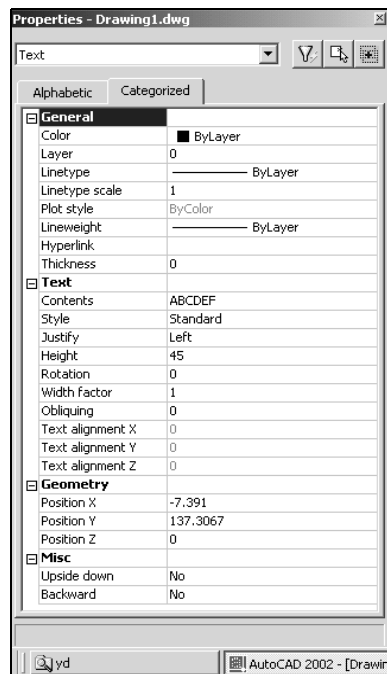 Properties - Drawing1.dwg
Text
Alphabetic Categorized
General
Color ByLayer
Layer 0
Linetype ByLayer
Linetype scale 1
Plot style ByColor
Lineweight ByLayer
Hyperlink
Thickness 0
Text
Contents ABCDEF
Style Standard
Justify Left
Height 45
Rotation 0
Width factor 1
Obliquing 0
Text alignment X 0
Text alignment Y 0
Text alignment Z 0
Geometry
Position X -7.391
Position Y 137.3067
Position Z 0
Misc
Upside down No
Backward No
yd AutoCAD 2002 - [Drawin